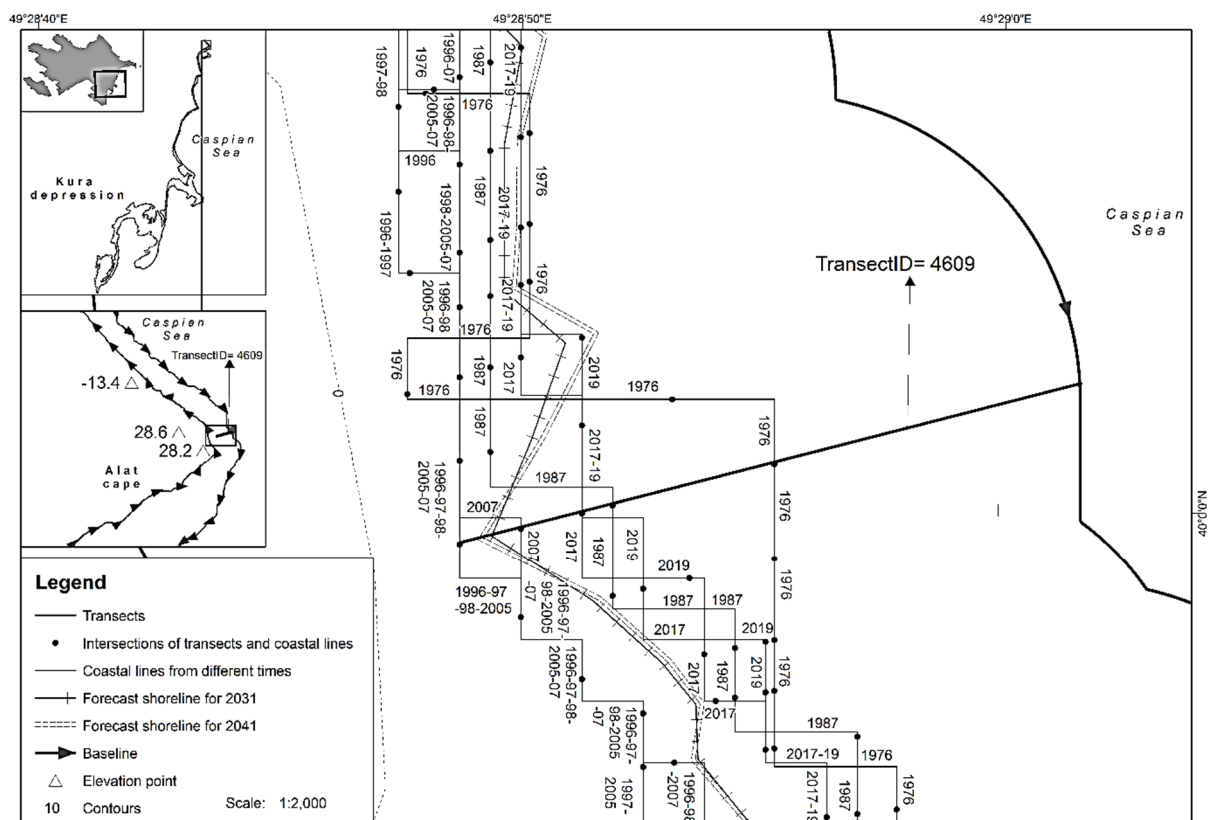 49°28'40"E
49°28'50"E
49°29'0"E
Caspian
Sea
Kura
depression
Caspian
Sea
TransectID= 4609
-13.4
28.6
28.2
Alat
cape
Legend
Transects
Intersections of transects and coastal lines
Coastal lines from different times
Forecast shoreline for 2031
Forecast shoreline for 2041
Baseline
Elevation point
10 Contours
Scale: 1:2,000
0
1997-98
1976
1996-07
1987
2017-19
1976
1996-98-
2005-07
1996
1976
1987
2017-19
1998-2005-07
1996-1997
1976
1996-98
2005-07
2017-19
1976
1976
1987
2017
2019
1976
1976
1976
2017-19
1987
1996-97-98-
2005-07
2007
1976
2007
2017
1987
2019
1976
2019
1996-97
-98-2005
-07
1996-97-
98-2005
1987
1987
2017
2019
1996-97-98-
2005-07
2017
1987
2019
1976
2017
-07
1996-97-
98-2005
1987
2017-19
1976
1997-
2005
1996-98
-2007
2017-19
1987
1976
TransectID= 4609
Caspian
Sea
40°0'0"N